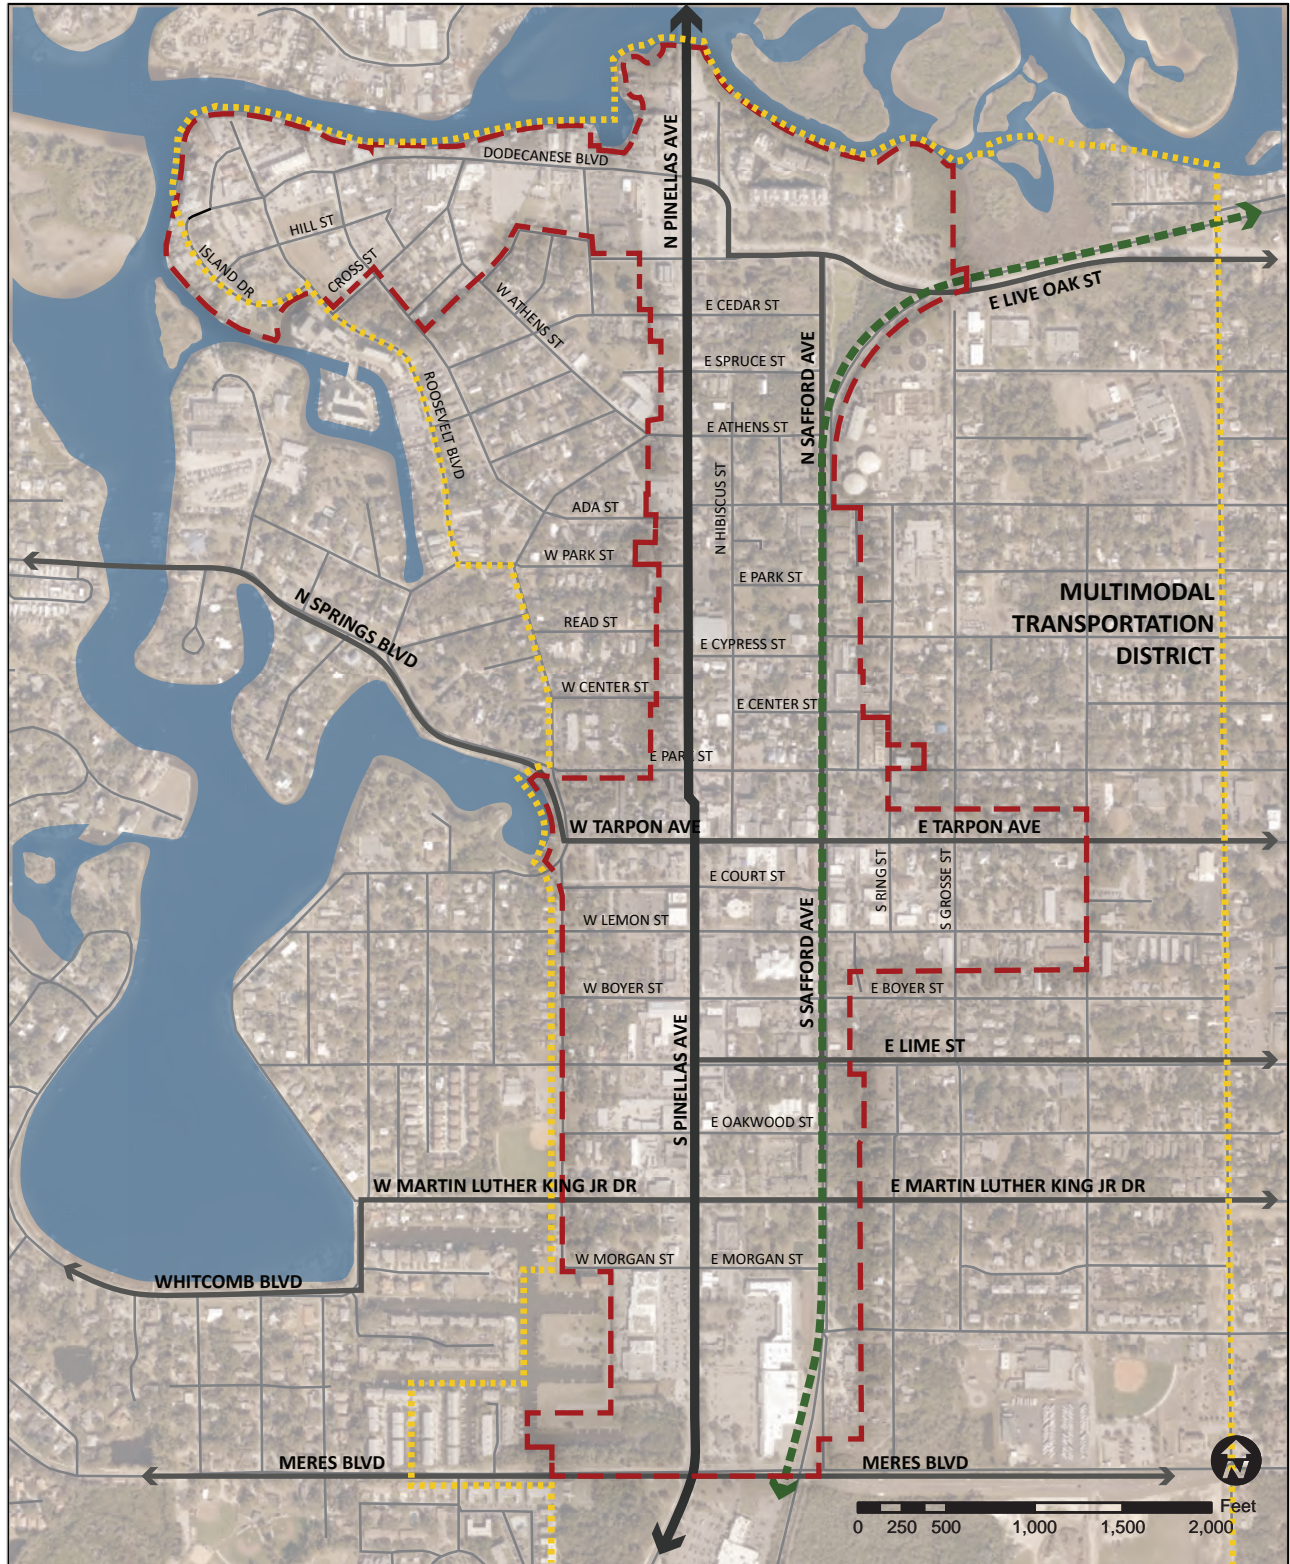 N PINELLAS AVE
DODECANESE BLVD
HILL ST
ISLAND DR
CROSS ST
E LIVE OAK ST
W ATHENS ST
E CEDAR ST
E SPRUCE ST
N SAFFORD AVE
ROOSEVELT BLVD
E ATHENS ST
N HIBISCUS ST
ADA ST
W PARK ST
E PARK ST
MULTIMODAL
TRANSPORTATION
DISTRICT
N SPRINGS BLVD
READ ST
E CYPRESS ST
W CENTER ST
E CENTER ST
E PARK ST
W TARPON AVE
E TARPON AVE
E COURT ST
S RING ST
S GROSSE ST
W LEMON ST
S SAFFORD AVE
W BOYER ST
E BOYER ST
S PINELLAS AVE
E LIME ST
E OAKWOOD ST
W MARTIN LUTHER KING JR DR
E MARTIN LUTHER KING JR DR
W MORGAN ST
E MORGAN ST
WHITCOMB BLVD
MERES BLVD
MERES BLVD
N
Feet
0 250 500 1,000 1,500 2,000